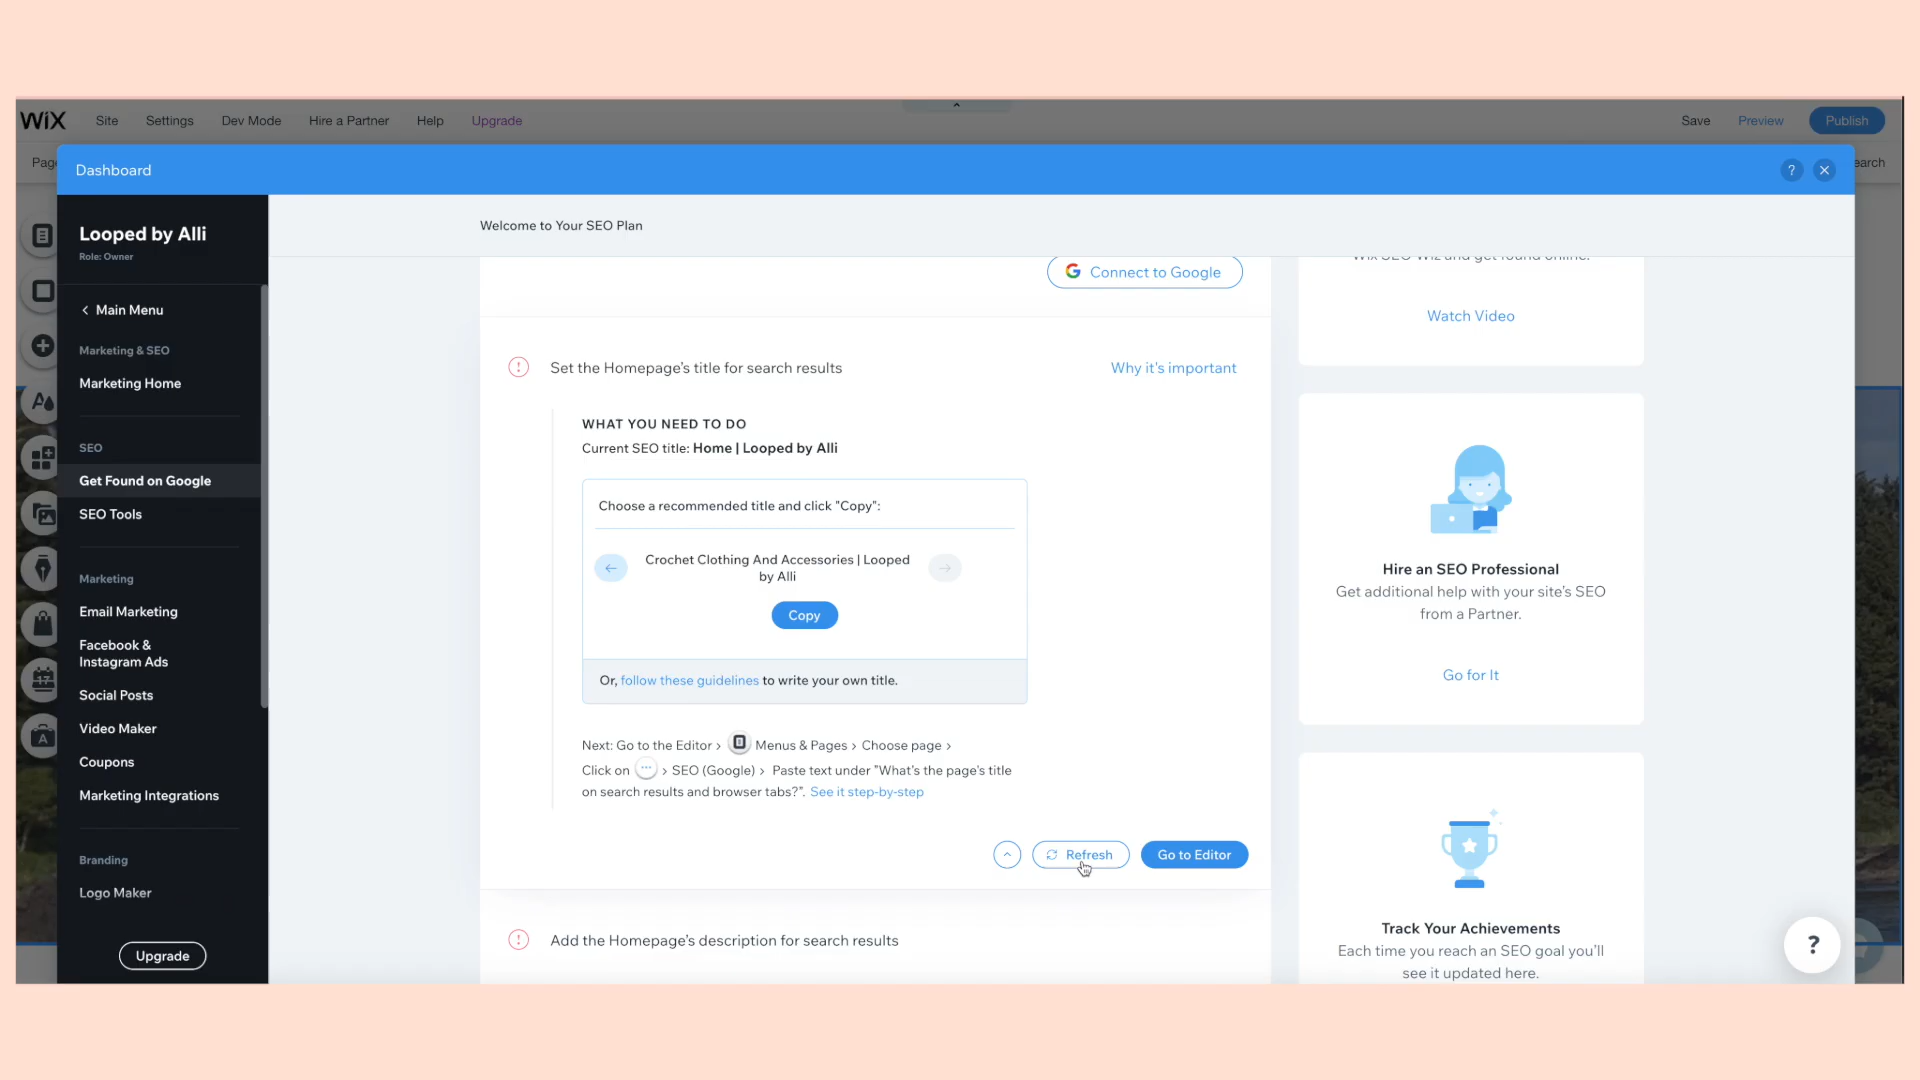 WiX
Site
Settings
Dev Mode
Hire a Partner
Help
Upgrade
Save
Preview
Publish
Dashboard
?
Looped by Alli
Role: Owner
Main Menu
Marketing & SEO
Marketing Home
SEO
Get Found on Google
SEO Tools
Marketing
Email Marketing
Facebook &
Instagram Ads
Social Posts
Video Maker
Coupons
Marketing Integrations
Branding
Logo Maker
Upgrade
Welcome to Your SEO Plan
Connect to Google
Set the Homepage's title for search results
Why it's important
WHAT YOU NEED TO DO
Current SEO title: Home | Looped by Alli
Choose a recommended title and click "Copy":
Crochet Clothing And Accessories | Looped
by Alli
Copy
Or, follow these guidelines to write your own title.
Next: Go to the Editor > Menus & Pages > Choose page >
Click on ··· > SEO (Google) > Paste text under "What's the page's title
on search results and browser tabs?". See it step-by-step
Refresh
Go to Editor
Add the Homepage's description for search results
Wix SEO Wiz and get found online.
Watch Video
Hire an SEO Professional
Get additional help with your site's SEO
from a Partner.
Go for It
Track Your Achievements
Each time you reach an SEO goal you'll
see it updated here.
?